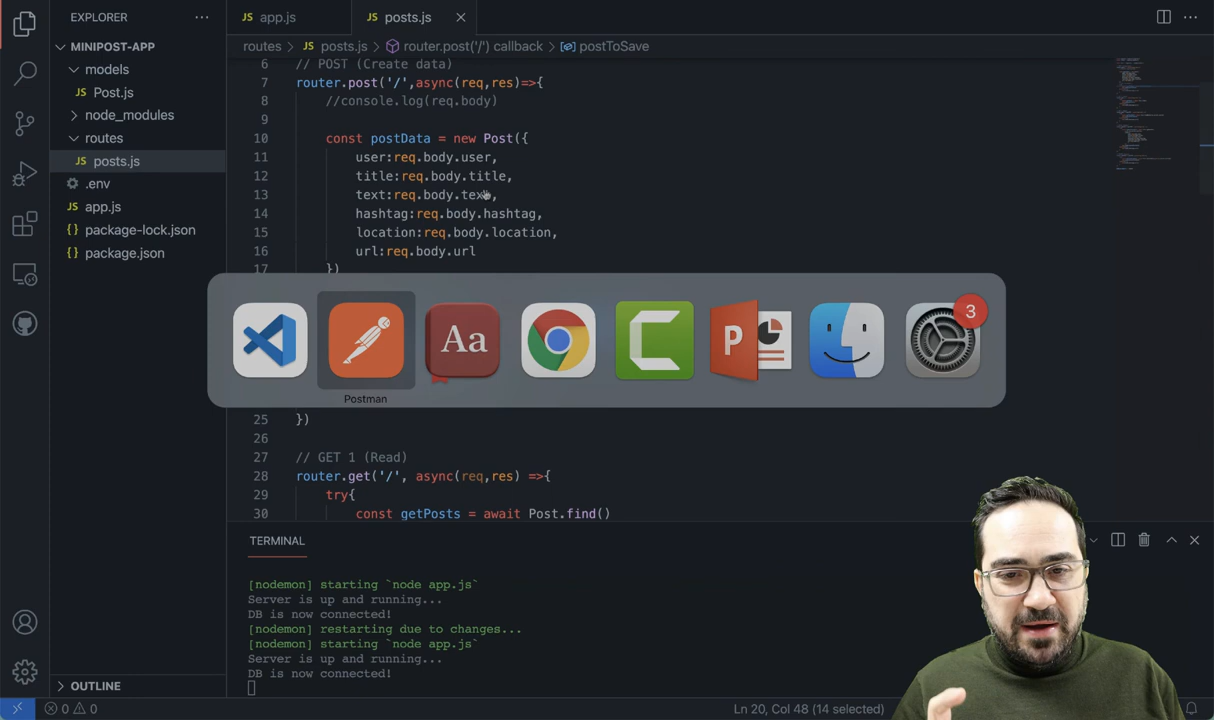 EXPLORER
MINIPOST-APP
models
JS Post.js
node_modules
routes
JS posts.js
.env
JS app.js
{} package-lock.json
{} package.json
OUTLINE
JS app.js
JS posts.js
routes > JS posts.js > router.post('/') callback > postToSave
6 // POST (Create data)
7 router.post('/',async(req,res)=>{
8 //console.log(req.body)
9
10 const postData = new Post({
11 user:req.body.user,
12 title:req.body.title,
13 text:req.body.text,
14 hashtag:req.body.hashtag,
15 location:req.body.location,
16 url:req.body.url
17 })
Aa
P
3
Postman
25 })
26
27 // GET 1 (Read)
28 router.get('/', async(req,res) =>{
29 try{
30 const getPosts = await Post.find()
TERMINAL
[nodemon] starting `node app.js`
Server is up and running...
DB is now connected!
[nodemon] restarting due to changes...
[nodemon] starting `node app.js`
Server is up and running...
DB is now connected!
0 0
Ln 20, Col 48 (14 selected)